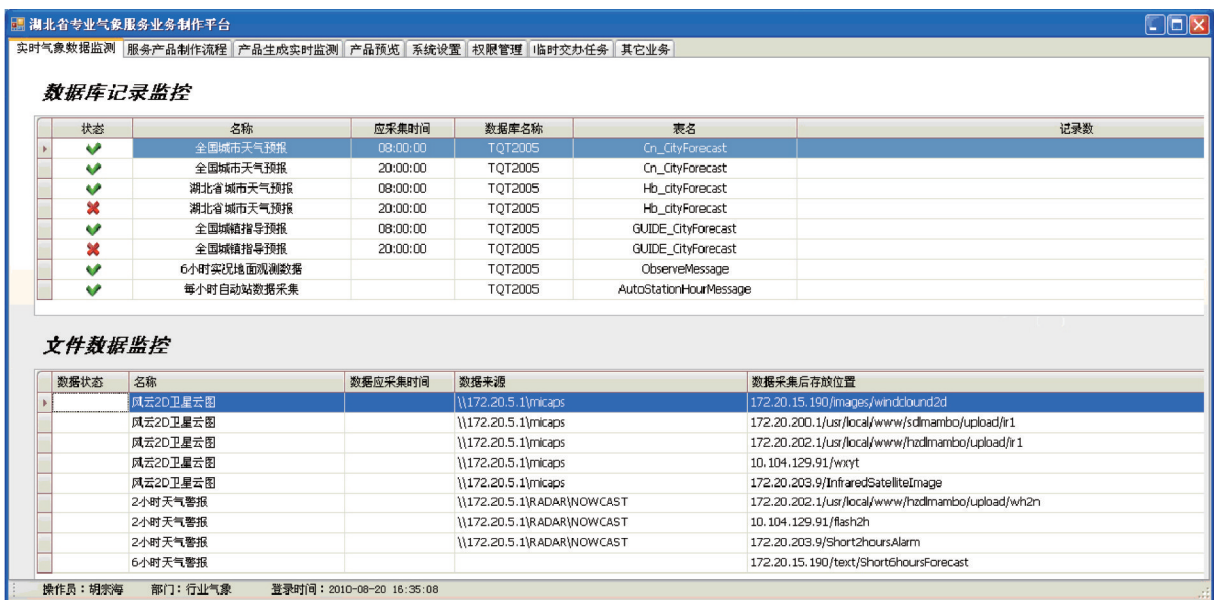 湖北省专业气象服务业务制作平台
实时气象数据监测 服务产品制作流程 产品生成实时监测 产品预览 系统设置 权限管理 临时交办任务 其它业务
数据库记录监控
状态 名称 应采集时间 数据库名称 表名 记录数
全国城市天气预报 08:00:00 TQT2005 Cn_CityForecast
全国城市天气预报 20:00:00 TQT2005 Cn_CityForecast
湖北省城市天气预报 08:00:00 TQT2005 Hb_cityForecast
湖北省城市天气预报 20:00:00 TQT2005 Hb_cityForecast
全国城镇指导预报 08:00:00 TQT2005 GUIDE_CityForecast
全国城镇指导预报 20:00:00 TQT2005 GUIDE_CityForecast
6小时实况地面观测数据 TQT2005 ObserveMessage
每小时自动站数据采集 TQT2005 AutoStationHourMessage
文件数据监控
数据状态 名称 数据应采集时间 数据来源 数据采集后存放位置
风云2D卫星云图 \\172.20.5.1\micaps 172.20.15.190/images/windclound2d
风云2D卫星云图 \\172.20.5.1\micaps 172.20.200.1/usr/local/www/sdlmambo/upload/ir1
风云2D卫星云图 \\172.20.5.1\micaps 172.20.202.1/usr/local/www/hzdlmambo/upload/ir1
风云2D卫星云图 \\172.20.5.1\micaps 10.104.129.91/wxyt
风云2D卫星云图 \\172.20.5.1\micaps 172.20.203.9/InfraredSatelliteImage
2小时天气警报 \\172.20.5.1\RADAR\NOWCAST 172.20.202.1/usr/local/www/hzdlmambo/upload/wh2n
2小时天气警报 \\172.20.5.1\RADAR\NOWCAST 10.104.129.91/flash2h
2小时天气警报 \\172.20.5.1\RADAR\NOWCAST 172.20.203.9/Short2hoursAlarm
6小时天气警报 172.20.15.190/text/Short6hoursForecast
操作员：胡宗海 部门：行业气象 登录时间：2010-08-20 16:35:08